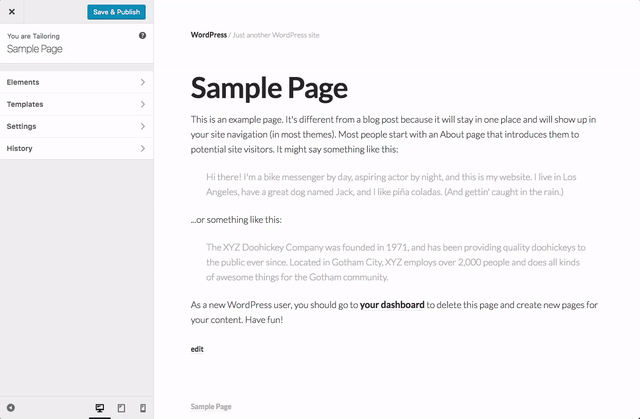 Save & Publish
You are Tailoring
Sample Page
Elements
Templates
Settings
History
WordPress / Just another WordPress site
Sample Page
This is an example page. It's different from a blog post because it will stay in one place and will show up in
your site navigation (in most themes). Most people start with an About page that introduces them to
potential site visitors. It might say something like this:
Hi there! I'm a bike messenger by day, aspiring actor by night, and this is my website. I live in Los
Angeles, have a great dog named Jack, and I like piña coladas. (And gettin' caught in the rain.)
...or something like this:
The XYZ Doohickey Company was founded in 1971, and has been providing quality doohickeys to
the public ever since. Located in Gotham City, XYZ employs over 2,000 people and does all kinds
of awesome things for the Gotham community.
As a new WordPress user, you should go to your dashboard to delete this page and create new pages for
your content. Have fun!
edit
Sample Page